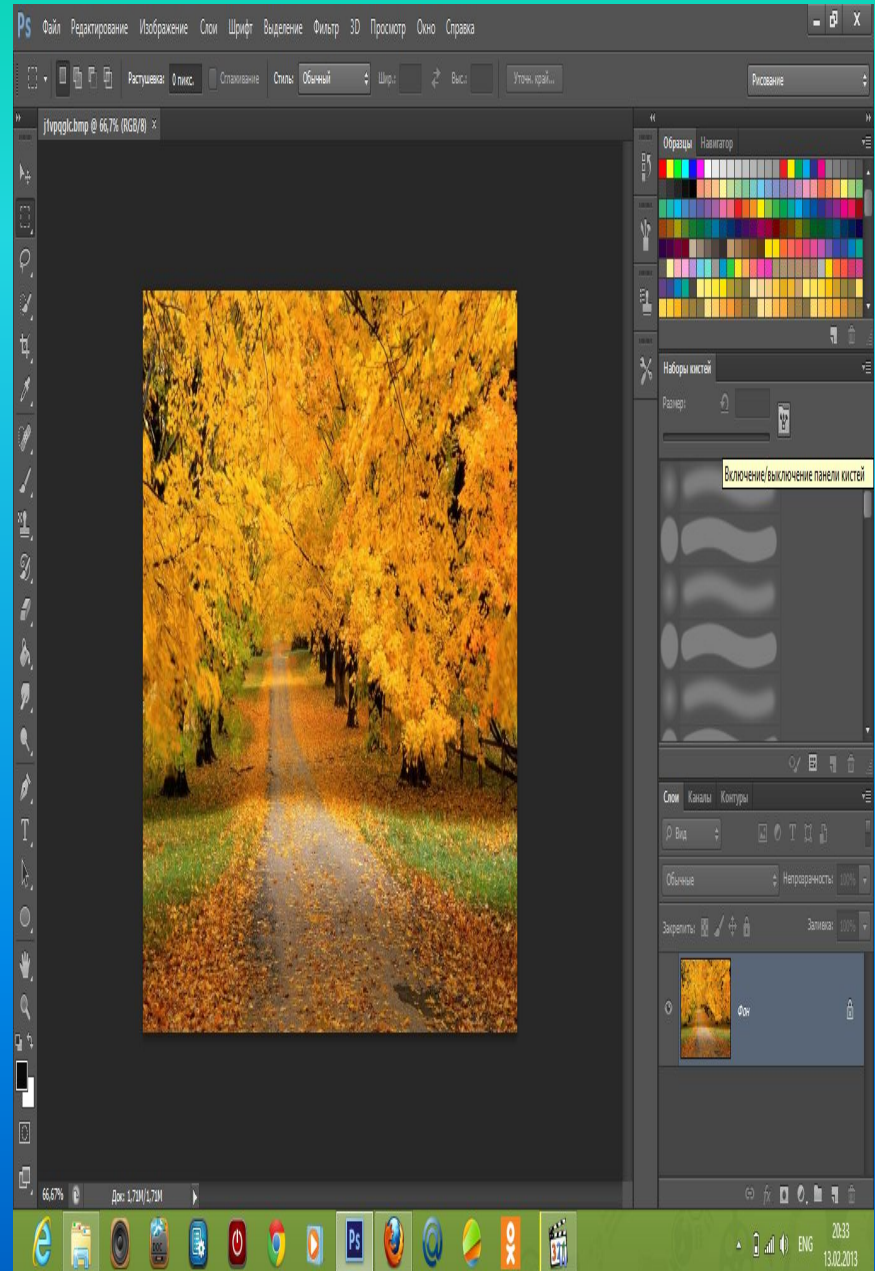 Ps Файл Редактирование Изображение Слои Шрифт Выделение Фильтр 3D Просмотр Окно Справка
Растушевка: 0 пикс. Сглаживание Стиль: Обычный Шир.: Выс.: Уточн. край... Рисование
j1vpqglc.bmp @ 66,7% (RGB/8) ×
Образцы Навигатор
Наборы кистей
Размер:
Включение/выключение панели кистей
Слои Каналы Контуры
Вид
Обычные Непрозрачность: 100%
Закрепить: Заливка: 100%
Фон
66,67% Док: 1,71M/1,71M
Ps ENG 20:33
13.02.2013